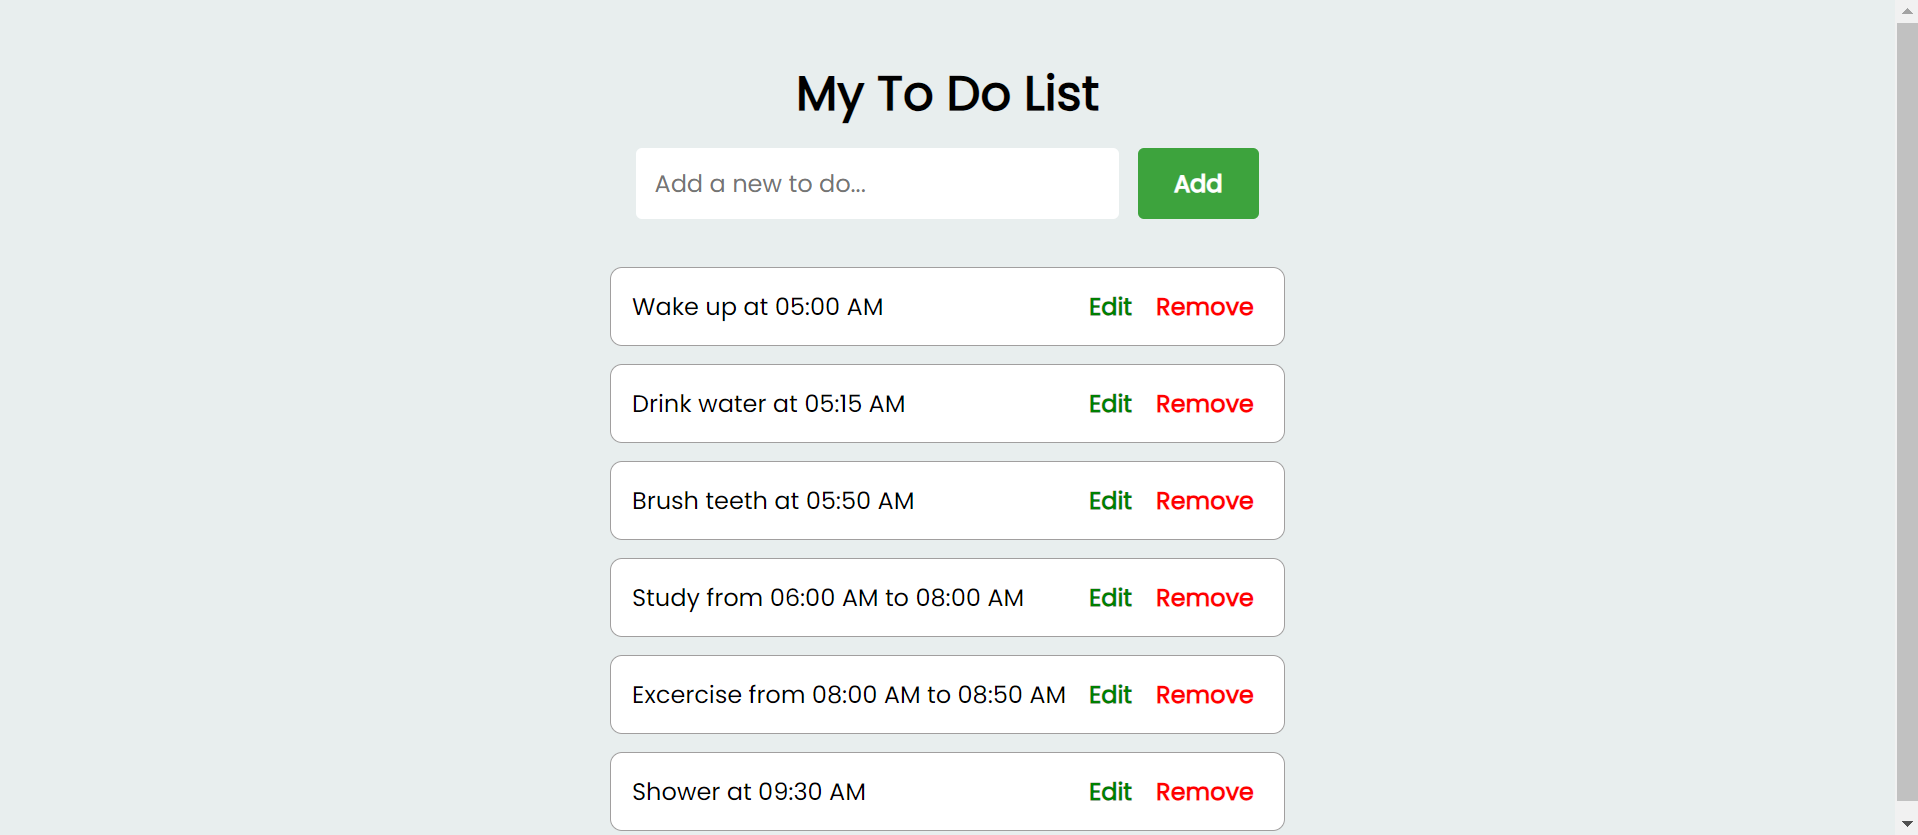 My To Do List
Add a new to do...
Add
Wake up at 05:00 AM Edit Remove
Drink water at 05:15 AM Edit Remove
Brush teeth at 05:50 AM Edit Remove
Study from 06:00 AM to 08:00 AM Edit Remove
Excercise from 08:00 AM to 08:50 AM Edit Remove
Shower at 09:30 AM Edit Remove